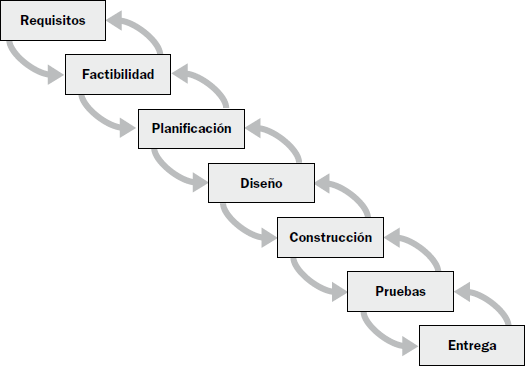 Requisitos
Factibilidad
Planificación
Diseño
Construcción
Pruebas
Entrega